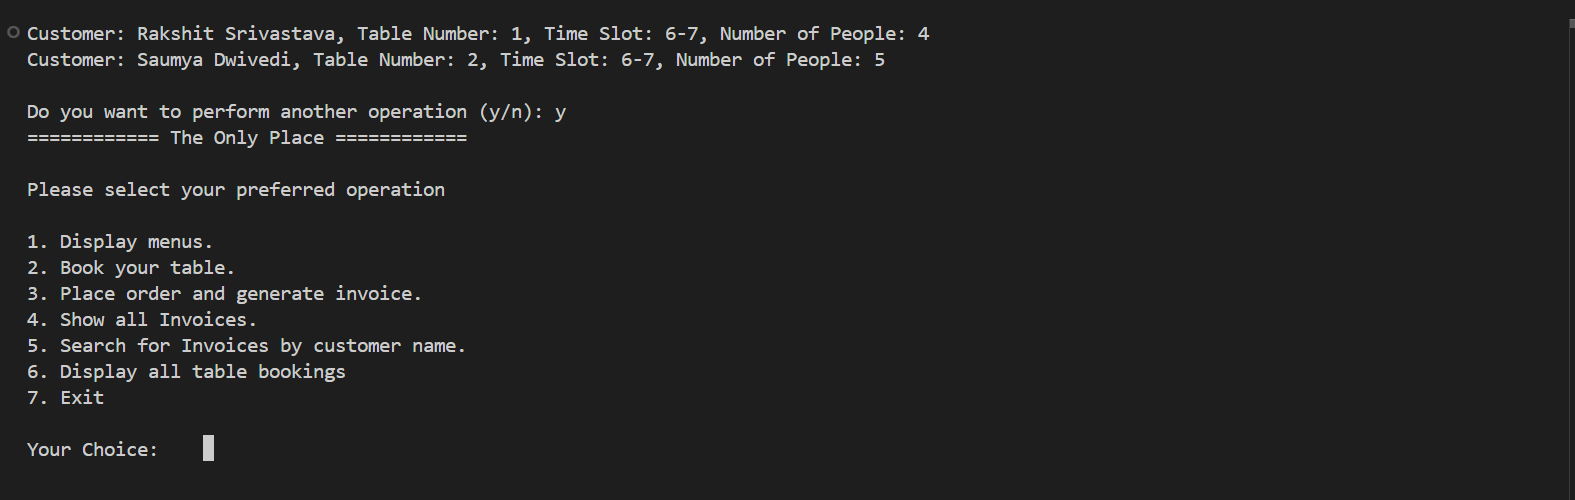 Customer: Rakshit Srivastava, Table Number: 1, Time Slot: 6-7, Number of People: 4
Customer: Saumya Dwivedi, Table Number: 2, Time Slot: 6-7, Number of People: 5
Do you want to perform another operation (y/n): y
============ The Only Place ============
Please select your preferred operation
1. Display menus.
2. Book your table.
3. Place order and generate invoice.
4. Show all Invoices.
5. Search for Invoices by customer name.
6. Display all table bookings
7. Exit
Your Choice: